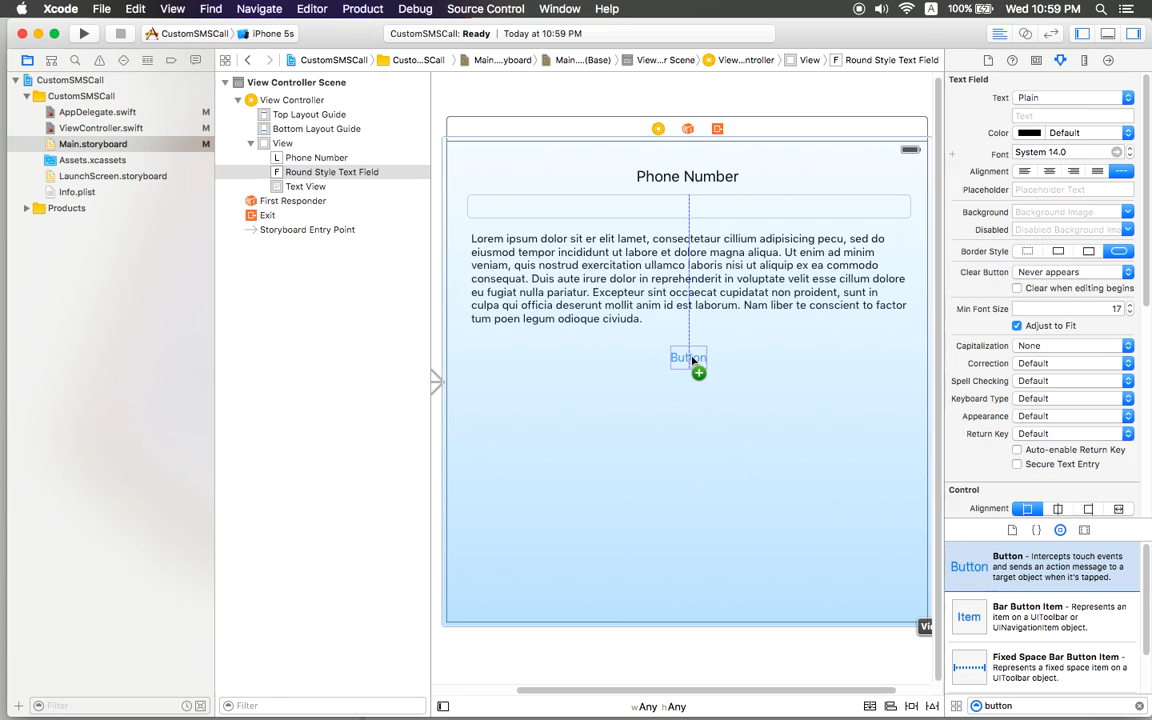 Xcode File Edit View Find Navigate Editor Product Debug Source Control Window Help A 100% Wed 10:59 PM
CustomSMSCall iPhone 5s CustomSMSCall: Ready Today at 10:59 PM
CustomSMSCall Custo...SCall Main....yboard Main....(Base) View...r Scene View...ntroller View F Round Style Text Field
CustomSMSCall
CustomSMSCall
AppDelegate.swift M
ViewController.swift M
Main.storyboard M
Assets.xcassets
LaunchScreen.storyboard
Info.plist
Products
Filter
View Controller Scene
View Controller
Top Layout Guide
Bottom Layout Guide
View
L Phone Number
F Round Style Text Field
Text View
First Responder
Exit
Storyboard Entry Point
Filter
Phone Number
Lorem ipsum dolor sit er elit lamet, consectetaur cillium adipisicing pecu, sed do
eiusmod tempor incididunt ut labore et dolore magna aliqua. Ut enim ad minim
veniam, quis nostrud exercitation ullamco laboris nisi ut aliquip ex ea commodo
consequat. Duis aute irure dolor in reprehenderit in voluptate velit esse cillum dolore
eu fugiat nulla pariatur. Excepteur sint occaecat cupidatat non proident, sunt in
culpa qui officia deserunt mollit anim id est laborum. Nam liber te conscient to factor
tum poen legum odioque civiuda.
Button
wAny hAny
Text Field
Text Plain
Text
Color Default
Font System 14.0
Alignment
Placeholder Placeholder Text
Background Background Image
Disabled Disabled Background Ima
Border Style
Clear Button Never appears
Clear when editing begins
Min Font Size 17
Adjust to Fit
Capitalization None
Correction Default
Spell Checking Default
Keyboard Type Default
Appearance Default
Return Key Default
Auto-enable Return Key
Secure Text Entry
Control
Alignment
Button Button - Intercepts touch events
and sends an action message to a
target object when it's tapped.
Item Bar Button Item - Represents an
item on a UIToolbar or
UINavigationItem object.
Fixed Space Bar Button Item -
Represents a fixed space item on a
UIToolbar object.
button